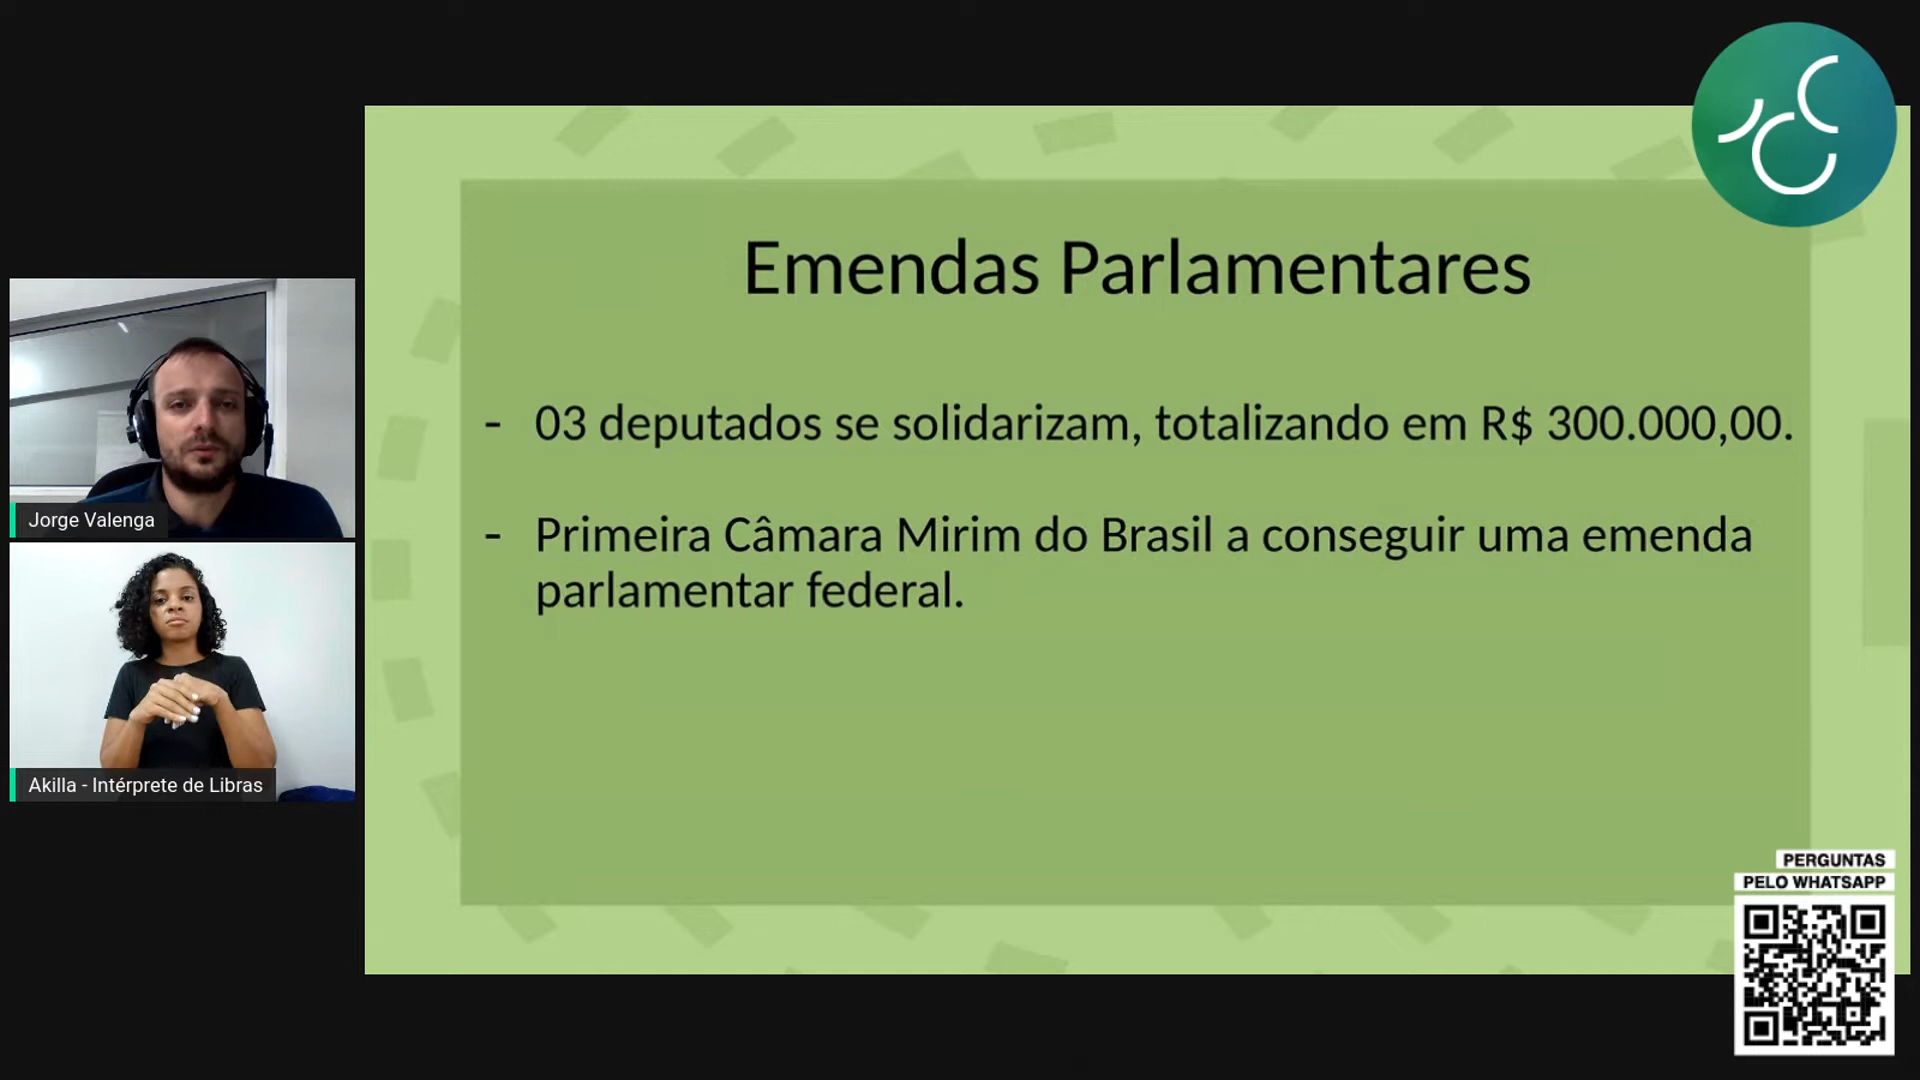 Emendas Parlamentares
- 03 deputados se solidarizam, totalizando em R$ 300.000,00.
- Primeira Câmara Mirim do Brasil a conseguir uma emenda
parlamentar federal.
Jorge Valenga
Akilla - Intérprete de Libras
PERGUNTAS
PELO WHATSAPP